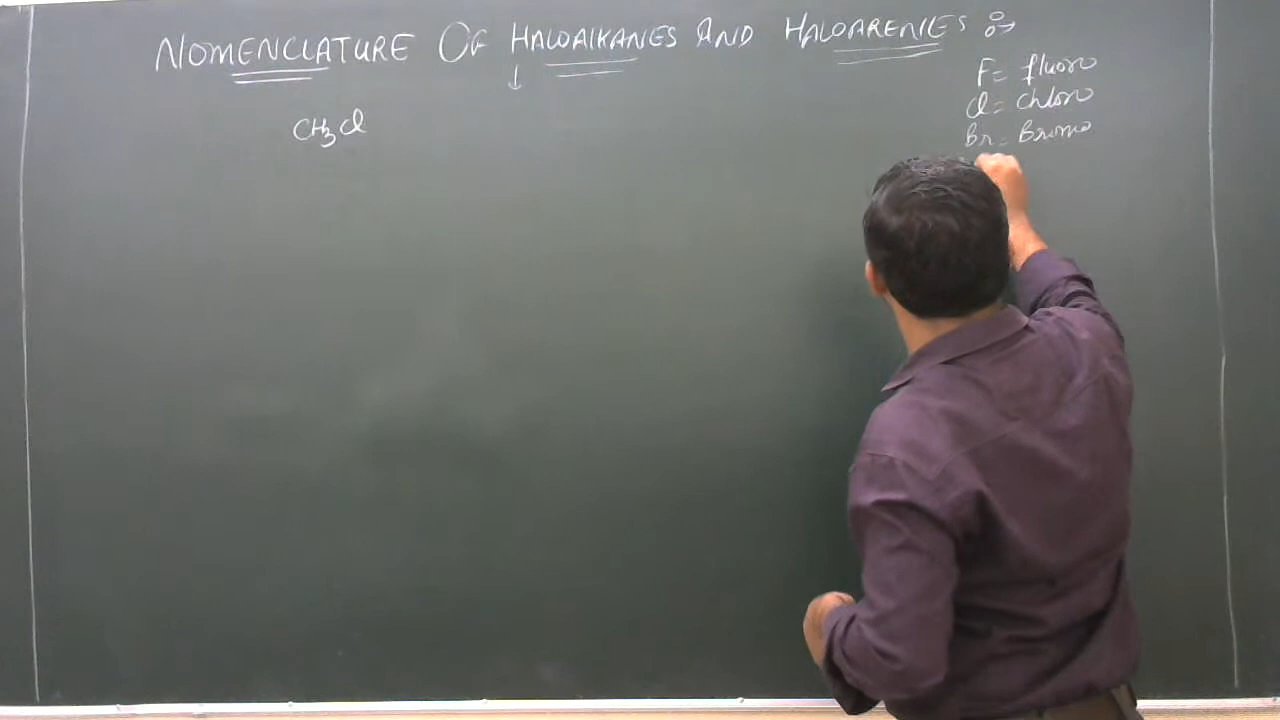 NOMENCLATURE OF HALOALKANES AND HALOARENES :→
↓
F = fluoro
CH3Cl
Cl = Chloro
Br = Bromo